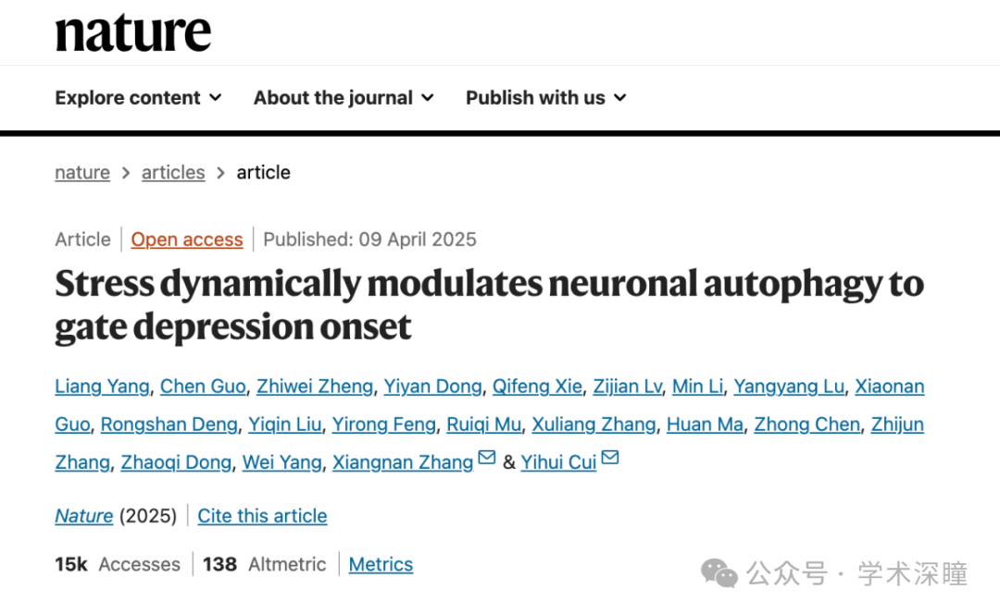 nature
Explore content About the journal Publish with us
nature > articles > article
Article | Open access | Published: 09 April 2025
Stress dynamically modulates neuronal autophagy to
gate depression onset
Liang Yang, Chen Guo, Zhiwei Zheng, Yiyan Dong, Qifeng Xie, Zijian Lv, Min Li, Yangyang Lu, Xiaonan
Guo, Rongshan Deng, Yiqin Liu, Yirong Feng, Ruiqi Mu, Xuliang Zhang, Huan Ma, Zhong Chen, Zhijun
Zhang, Zhaoqi Dong, Wei Yang, Xiangnan Zhang & Yihui Cui
Nature (2025) | Cite this article
15k Accesses | 138 Altmetric | Metrics
公众号 · 学术深瞳